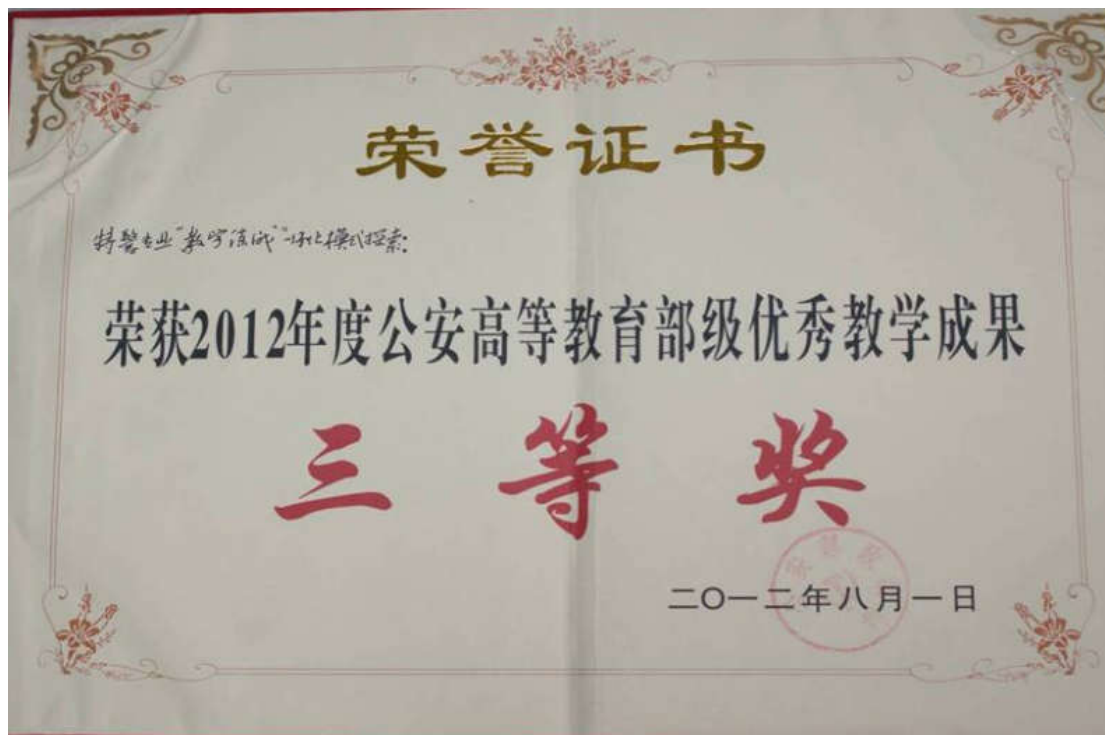 荣誉证书
特警专业"教学练战"一体化模式探索:
荣获2012年度公安高等教育部级优秀教学成果
三等奖
二〇一二年八月一日